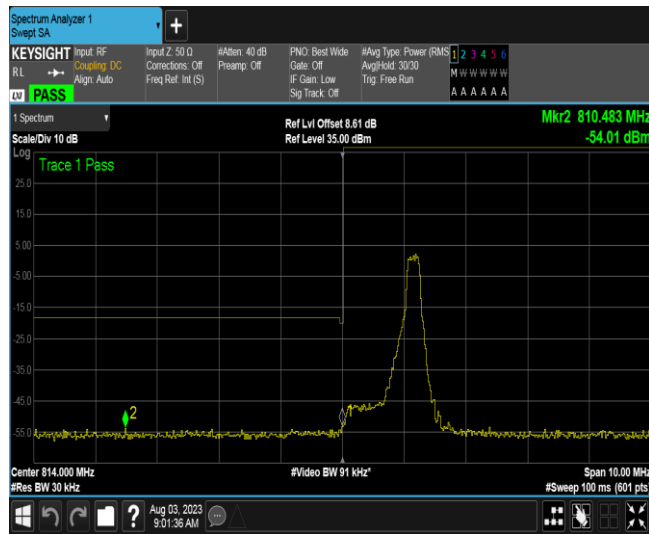 Spectrum Analyzer 1
Swept SA
KEYSIGHT
RL
LXI PASS
Input: RF
Coupling: DC
Align: Auto
Input Z: 50 Ω
Corrections: Off
Freq Ref: Int (S)
#Atten: 40 dB
Preamp: Off
PNO: Best Wide
Gate: Off
IF Gain: Low
Sig Track: Off
#Avg Type: Power (RMS
Avg|Hold: 30/30
Trig: Free Run
1 2 3 4 5 6
M W W W W W
A A A A A A
1 Spectrum
Scale/Div 10 dB
Ref Lvl Offset 8.61 dB
Ref Level 35.00 dBm
Mkr2 810.483 MHz
-54.01 dBm
Log
Trace 1 Pass
25.0
15.0
5.00
-5.00
-15.0
-25.0
-35.0
-45.0
-55.0
2
Center 814.000 MHz
#Res BW 30 kHz
#Video BW 91 kHz*
Span 10.00 MHz
#Sweep 100 ms (601 pts)
Aug 03, 2023
9:01:36 AM